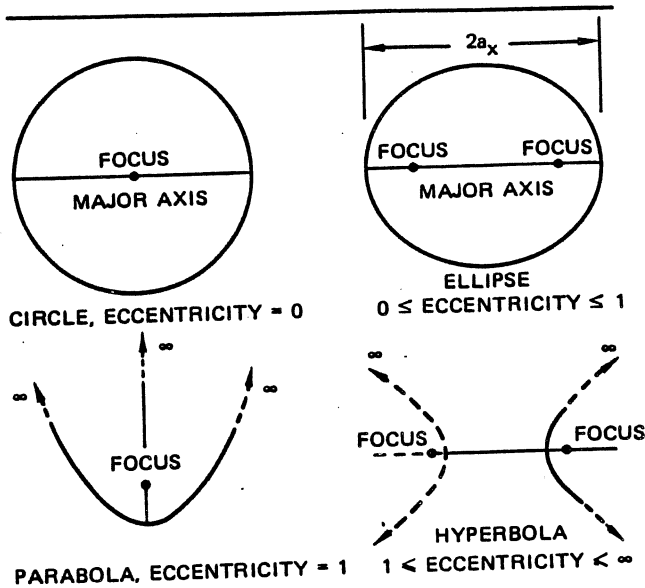 2aₓ
FOCUS
FOCUS FOCUS
MAJOR AXIS
MAJOR AXIS
ELLIPSE
CIRCLE, ECCENTRICITY = 0
0 ≤ ECCENTRICITY ≤ 1
∞
∞ ∞
∞ ∞
FOCUS
FOCUS
FOCUS
HYPERBOLA
PARABOLA, ECCENTRICITY = 1
1 < ECCENTRICITY < ∞